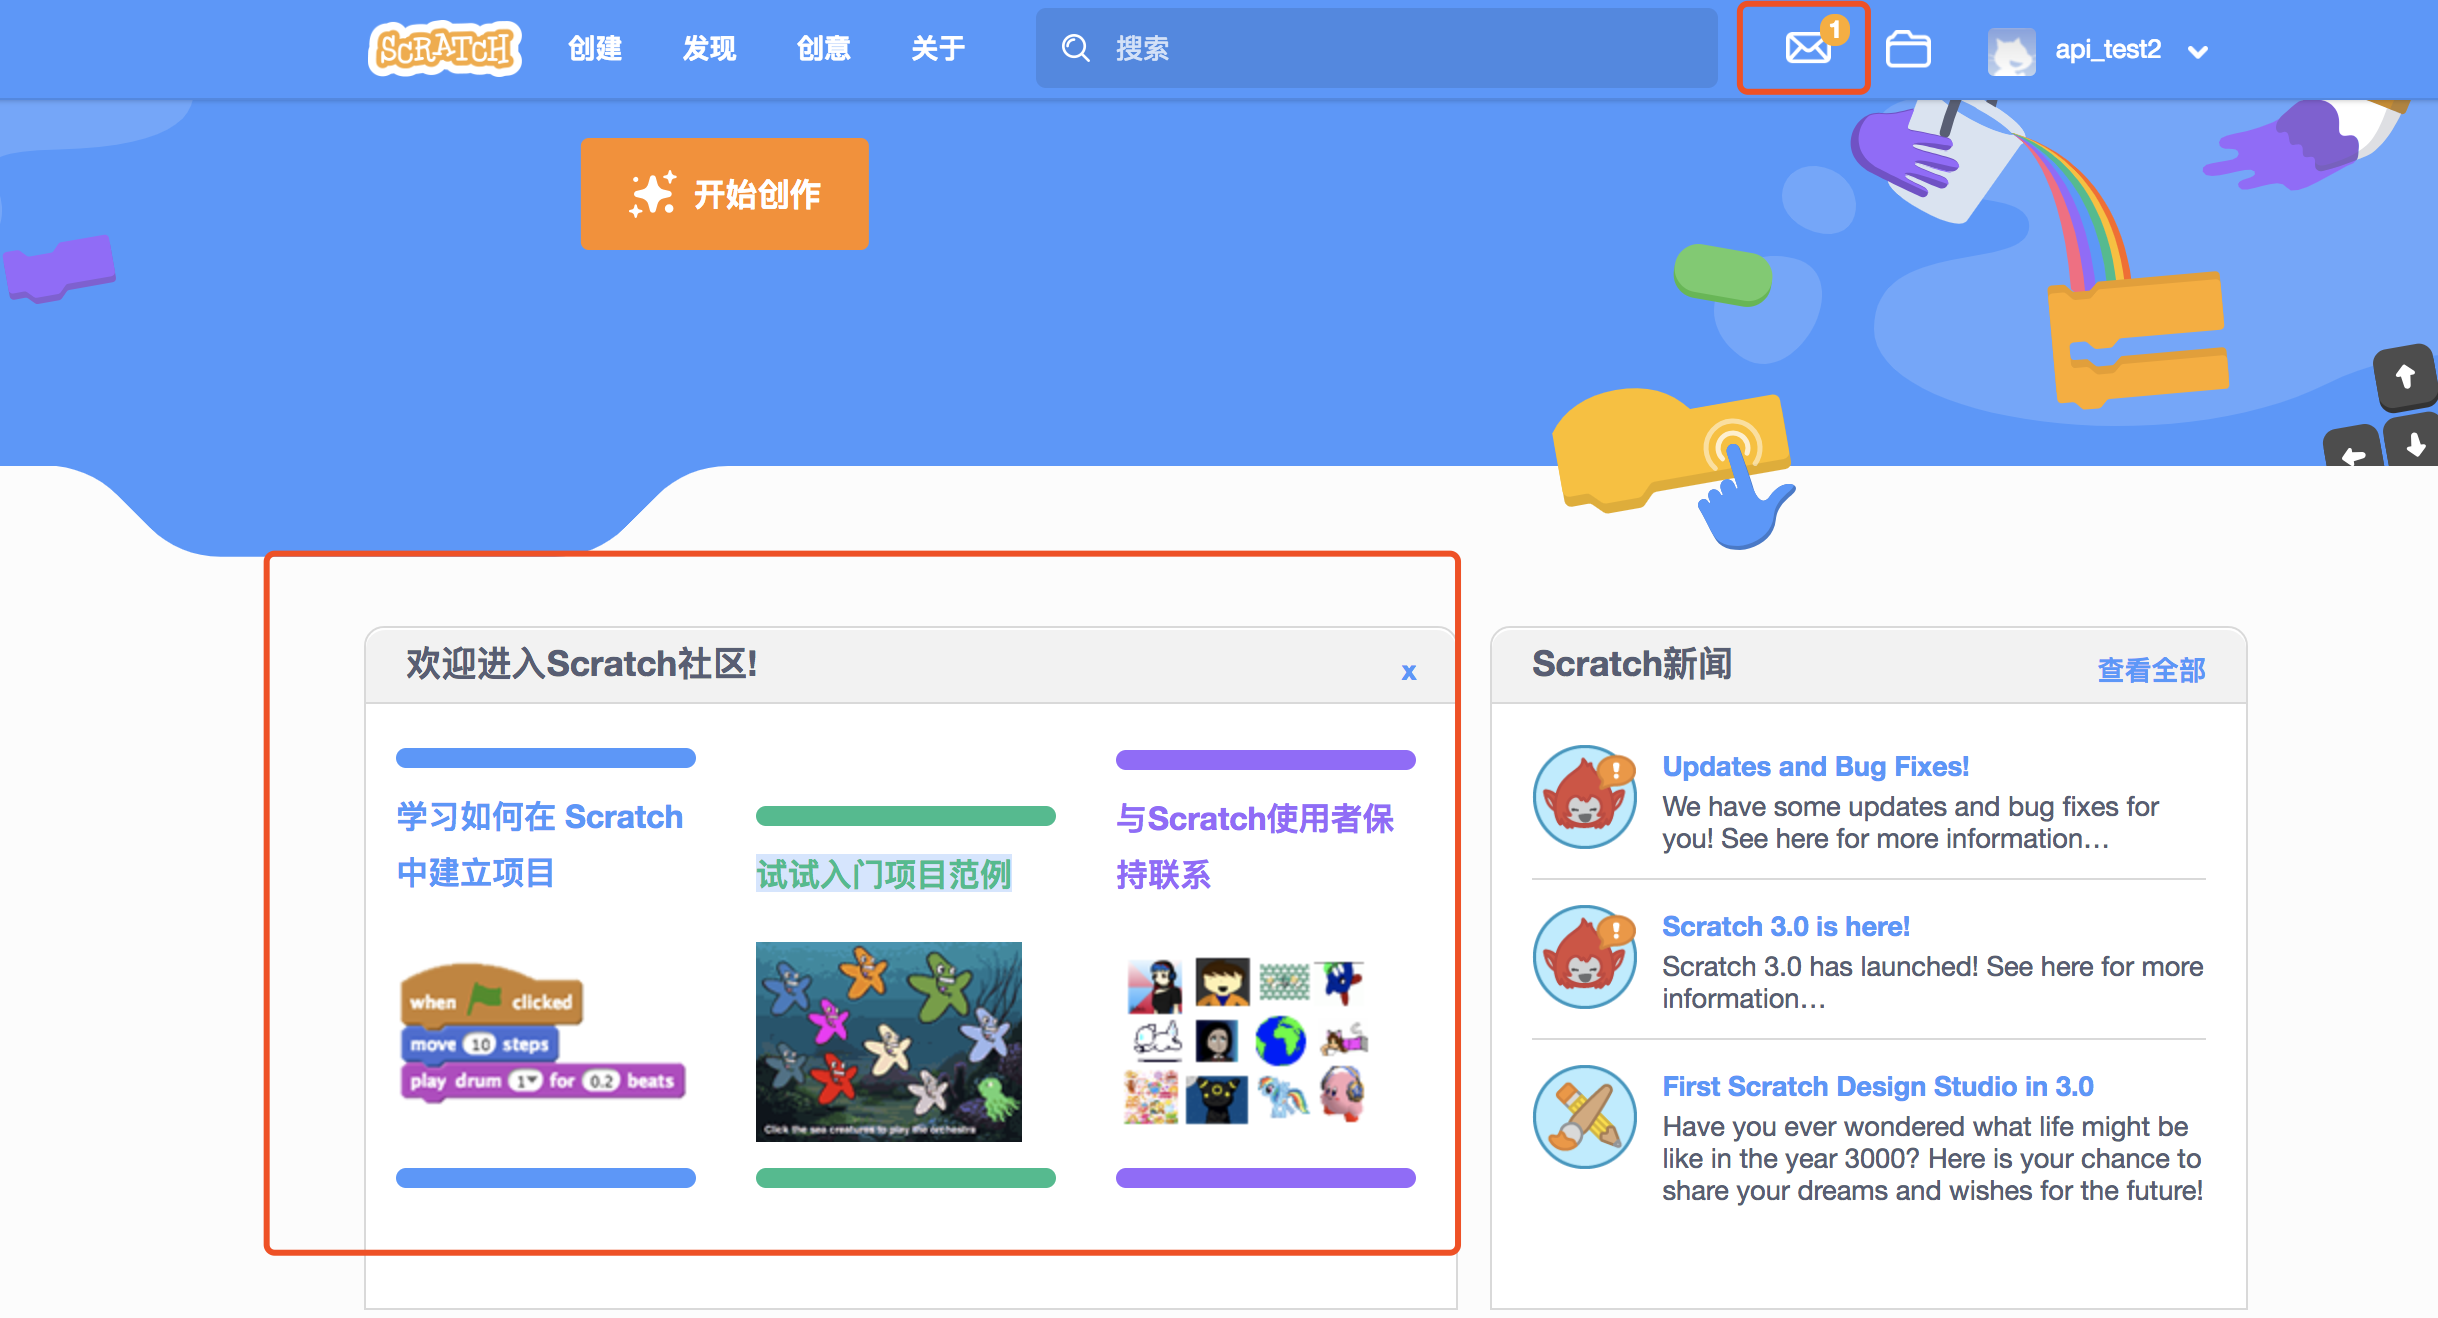 SCRATCH 创建 发现 创意 关于 搜索 1 api_test2
开始创作
欢迎进入Scratch社区!
x
学习如何在 Scratch
中建立项目
试试入门项目范例
与Scratch使用者保
持联系
when clicked
move 10 steps
play drum 1 for 0.2 beats
Click the sea creatures to play the orchestra
Scratch新闻
查看全部
Updates and Bug Fixes!
We have some updates and bug fixes for
you! See here for more information…
Scratch 3.0 is here!
Scratch 3.0 has launched! See here for more
information…
First Scratch Design Studio in 3.0
Have you ever wondered what life might be
like in the year 3000? Here is your chance to
share your dreams and wishes for the future!